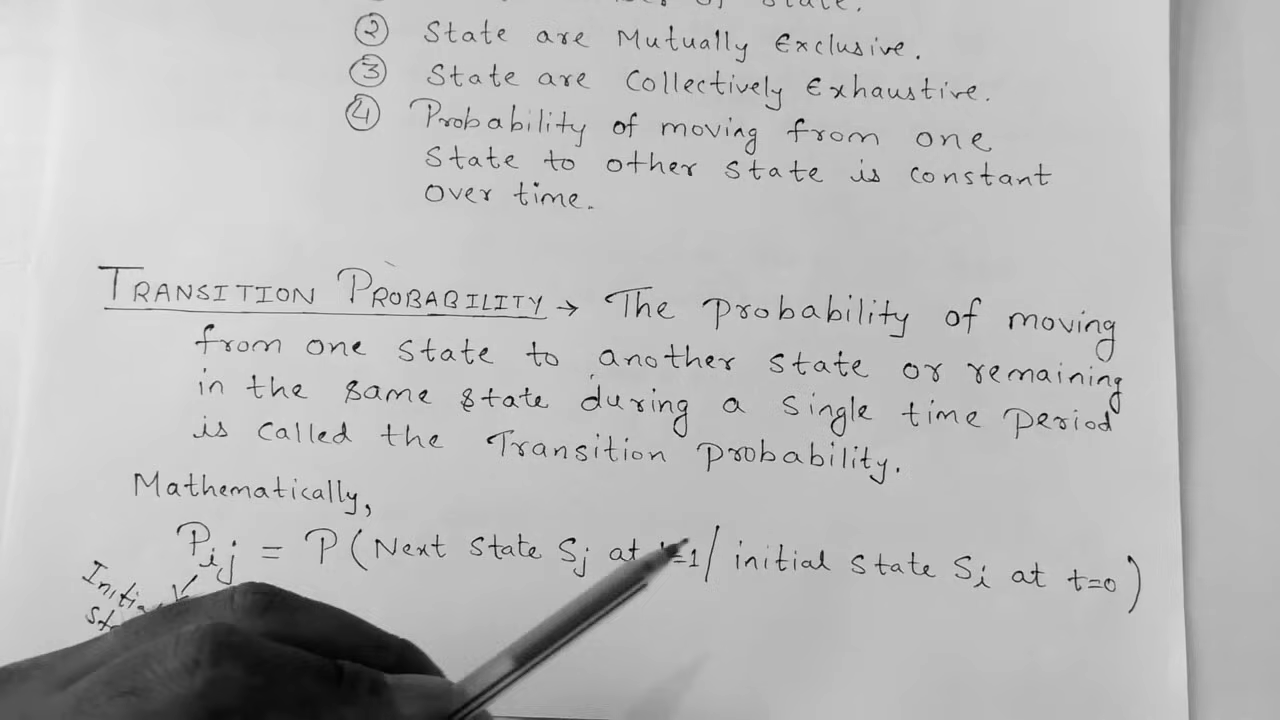 of state.
② State are Mutually Exclusive.
③ State are Collectively Exhaustive.
④ Probability of moving from one
state to other state is constant
over time.
TRANSITION PROBABILITY → The probability of moving
from one state to another state or remaining
in the same state during a single time period
is called the Transition probability.
Mathematically,
Pij = P(Next State Sj at t=1/ initial state Si at t=0)